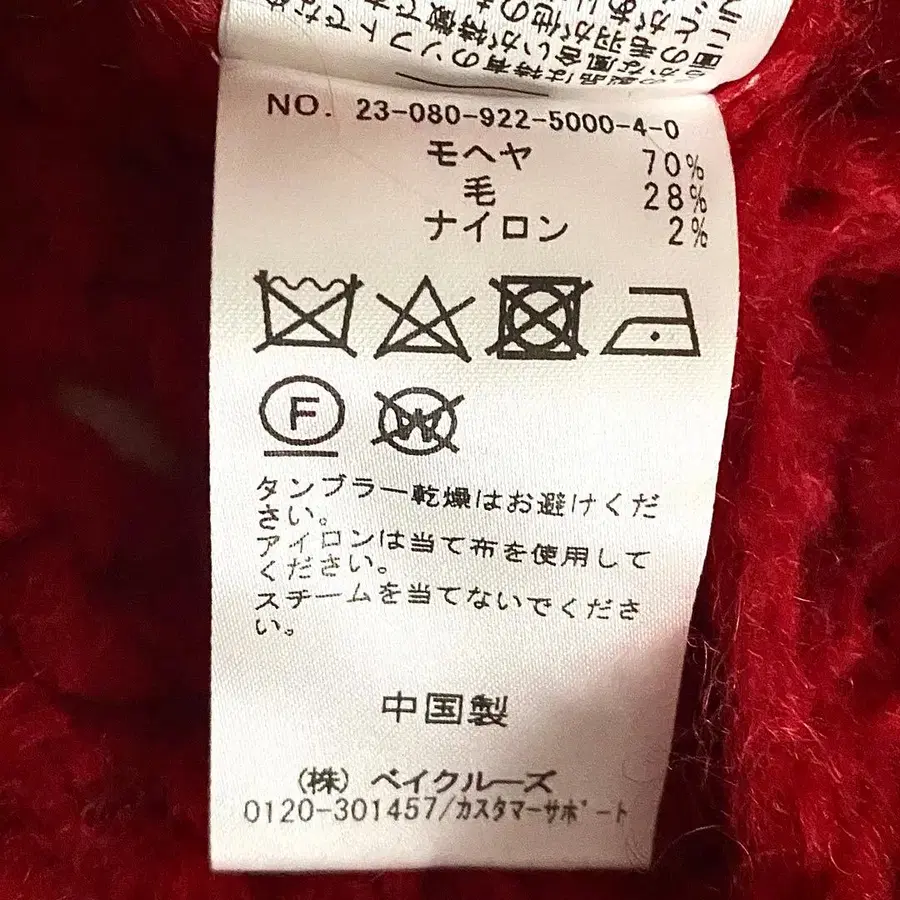 NO. 23-080-922-5000-4-0
モヘヤ 70%
毛 28%
ナイロン 2%
F
W
タンブラー乾燥はお避けくだ
さい。
アイロンは当て布を使用して
ください。
スチームを当てないでくださ
い。
中国製
(株) ベイクルーズ
0120-301457/カスタマーサポート